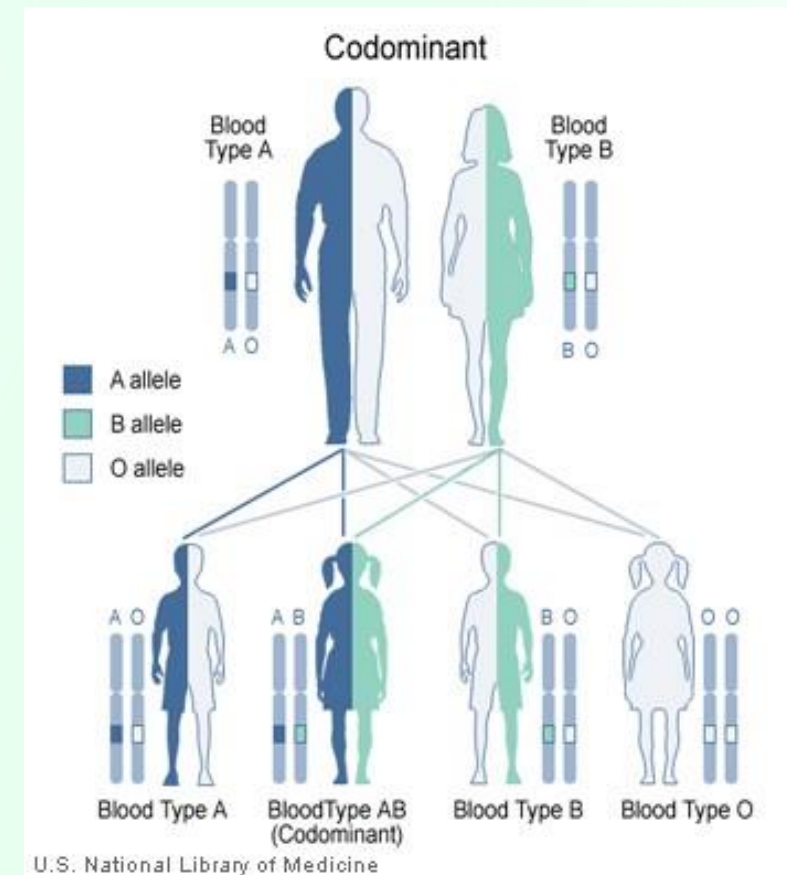 Codominant
Blood
Type A
Blood
Type B
A O
B O
A allele
B allele
O allele
A O
A B
B O
O O
Blood Type A
BloodType AB
(Codominant)
Blood Type B
Blood Type O
U.S. National Library of Medicine